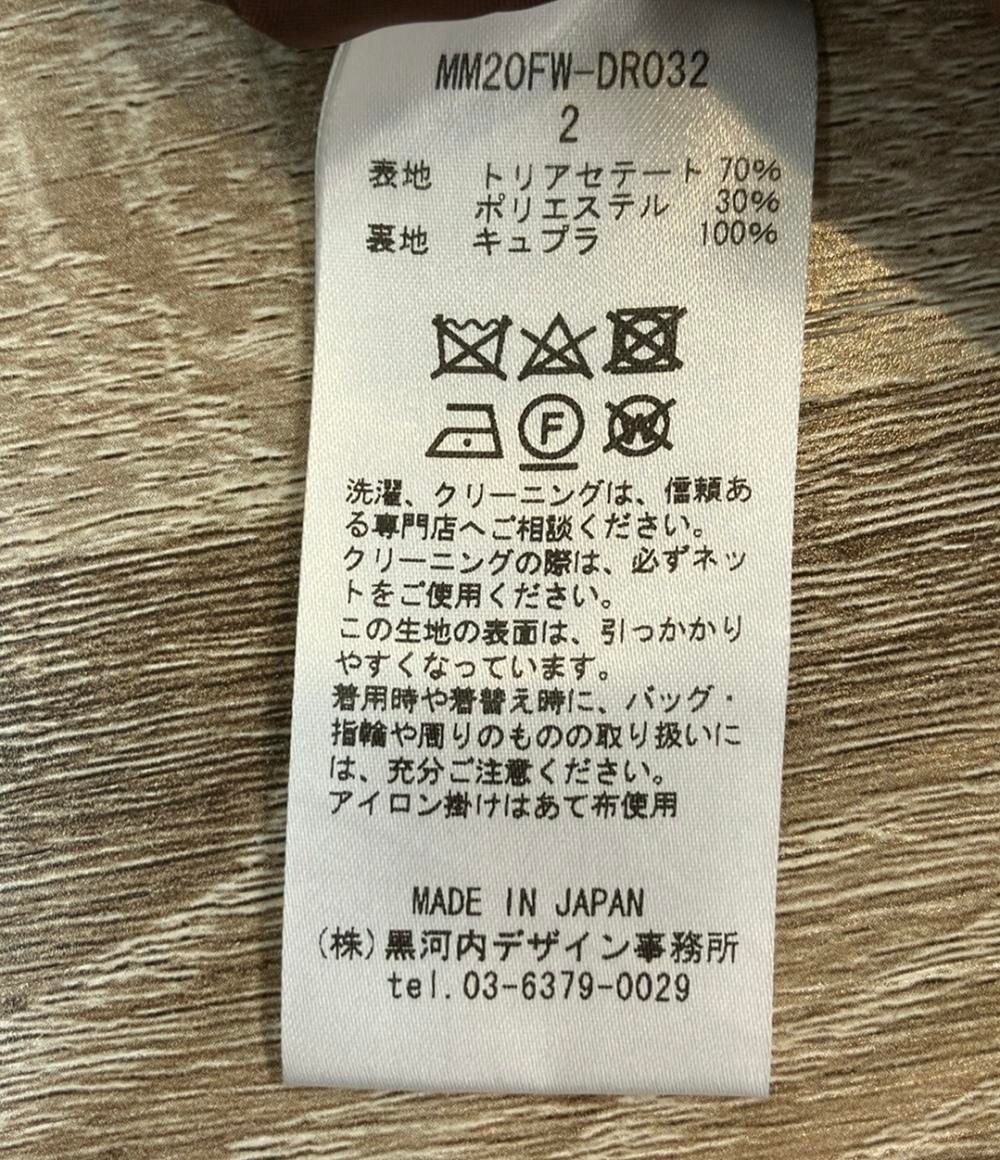 MM20FW-DR032
2
表地 トリアセテート 70%
ポリエステル 30%
裏地 キュプラ 100%
F
W
洗濯、クリーニングは、信頼あ
る専門店へご相談ください。
クリーニングの際は、必ずネッ
トをご使用ください。
この生地の表面は、引っかかり
やすくなっています。
着用時や着替え時に、バッグ・
指輪や周りのものの取り扱いに
は、充分ご注意ください。
アイロン掛けはあて布使用
MADE IN JAPAN
(株)黒河内デザイン事務所
tel.03-6379-0029